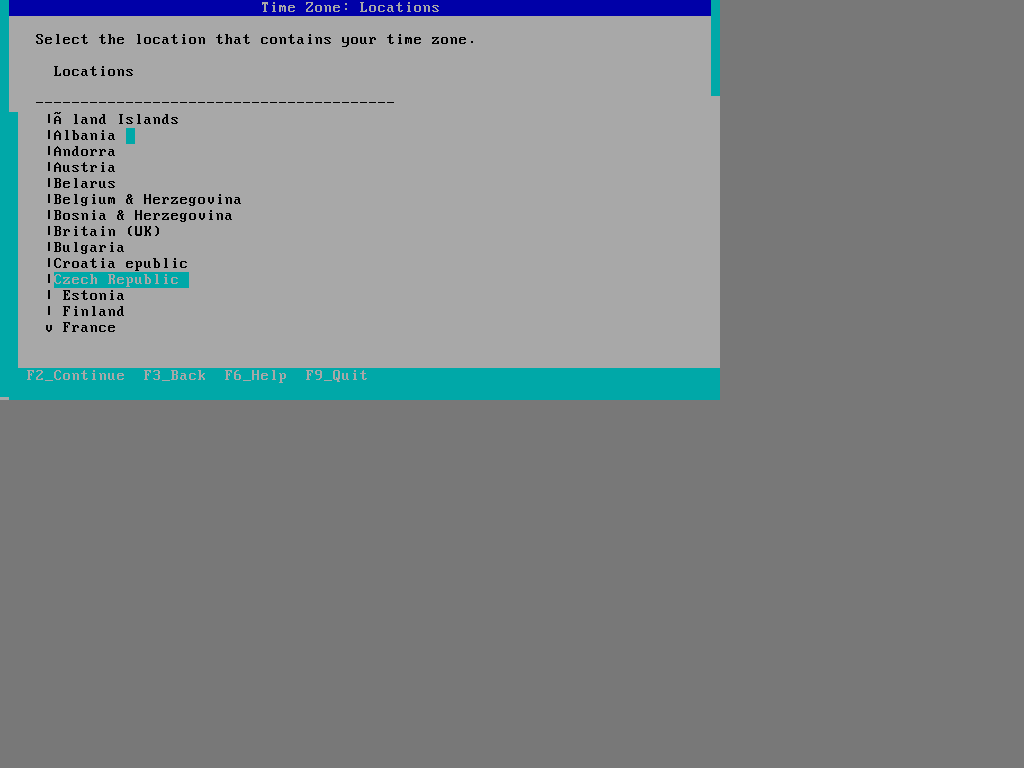 Time Zone: Locations
Select the location that contains your time zone.
Locations
----------------------------------------
|Ã land Islands
|Albania
|Andorra
|Austria
|Belarus
|Belgium & Herzegovina
|Bosnia & Herzegovina
|Britain (UK)
|Bulgaria
|Croatia epublic
|Czech Republic
| Estonia
| Finland
v France
F2_Continue  F3_Back  F6_Help  F9_Quit